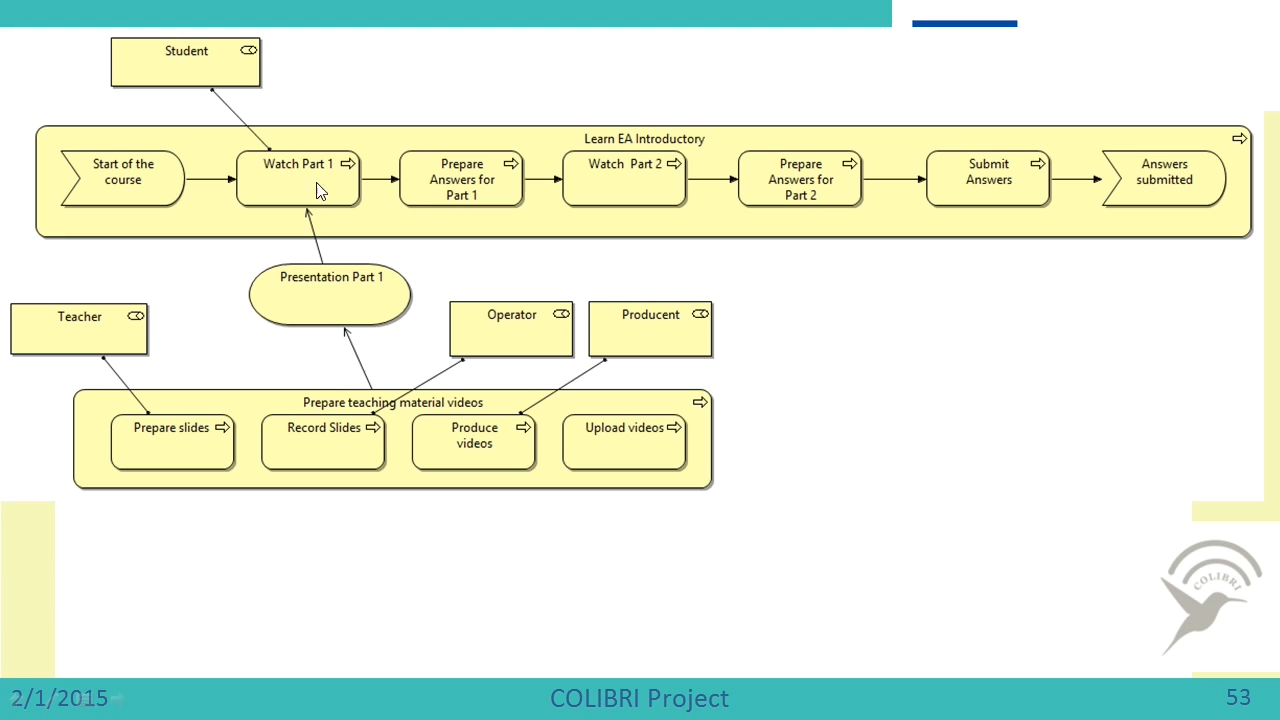 Student
Learn EA Introductory
Start of the
course
Watch Part 1
Prepare
Answers for
Part 1
Watch  Part 2
Prepare
Answers for
Part 2
Submit
Answers
Answers
submitted
Presentation Part 1
Teacher
Operator
Producent
Prepare teaching material videos
Prepare slides
Record Slides
Produce
videos
Upload videos
COLIBRI
2/1/2015
COLIBRI Project
53